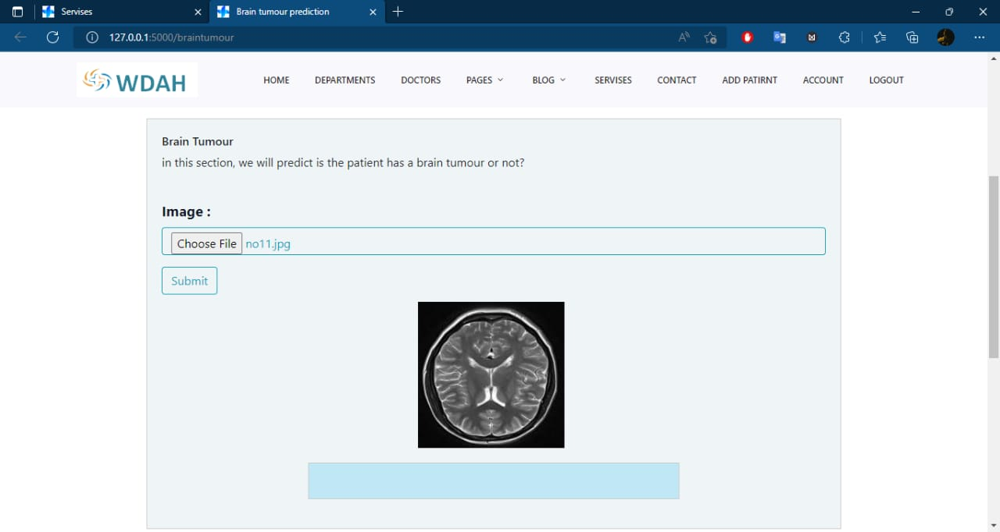 Servises
Brain tumour prediction
127.0.0.1:5000/braintumour
WDAH
HOME DEPARTMENTS DOCTORS PAGES BLOG SERVISES CONTACT ADD PATIRNT ACCOUNT LOGOUT
Brain Tumour
in this section, we will predict is the patient has a brain tumour or not?
Image :
Choose File no11.jpg
Submit